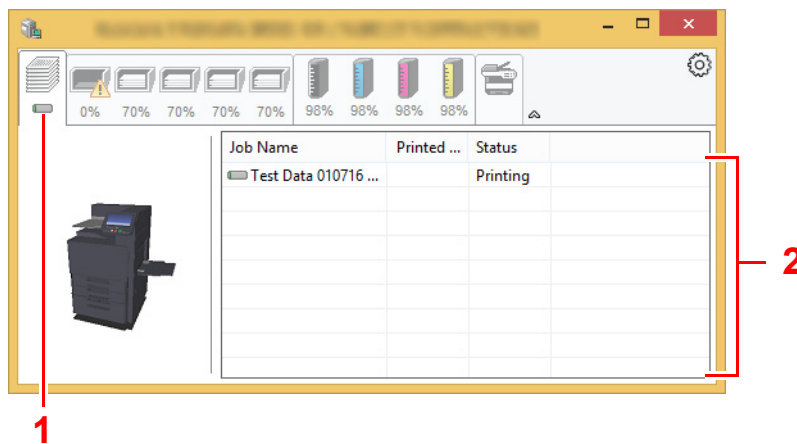 0% 70% 70% 70% 70% 98% 98% 98% 98%
Job Name Printed ... Status
Test Data 010716 ... Printing
2
1